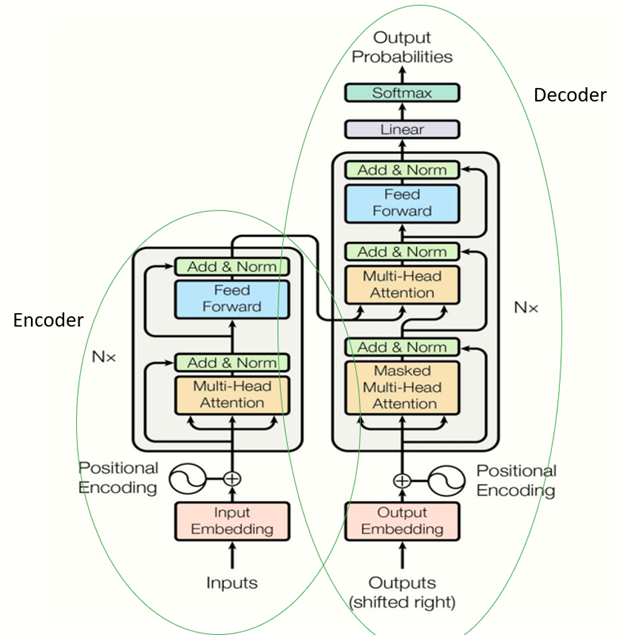 Output
Probabilities
Softmax
Decoder
Linear
Add & Norm
Feed
Forward
Add & Norm
Multi-Head
Attention
Nx
Add & Norm
Masked
Multi-Head
Attention
Positional
Encoding
Output
Embedding
Outputs
(shifted right)
Encoder
Add & Norm
Feed
Forward
Nx
Add & Norm
Multi-Head
Attention
Positional
Encoding
Input
Embedding
Inputs